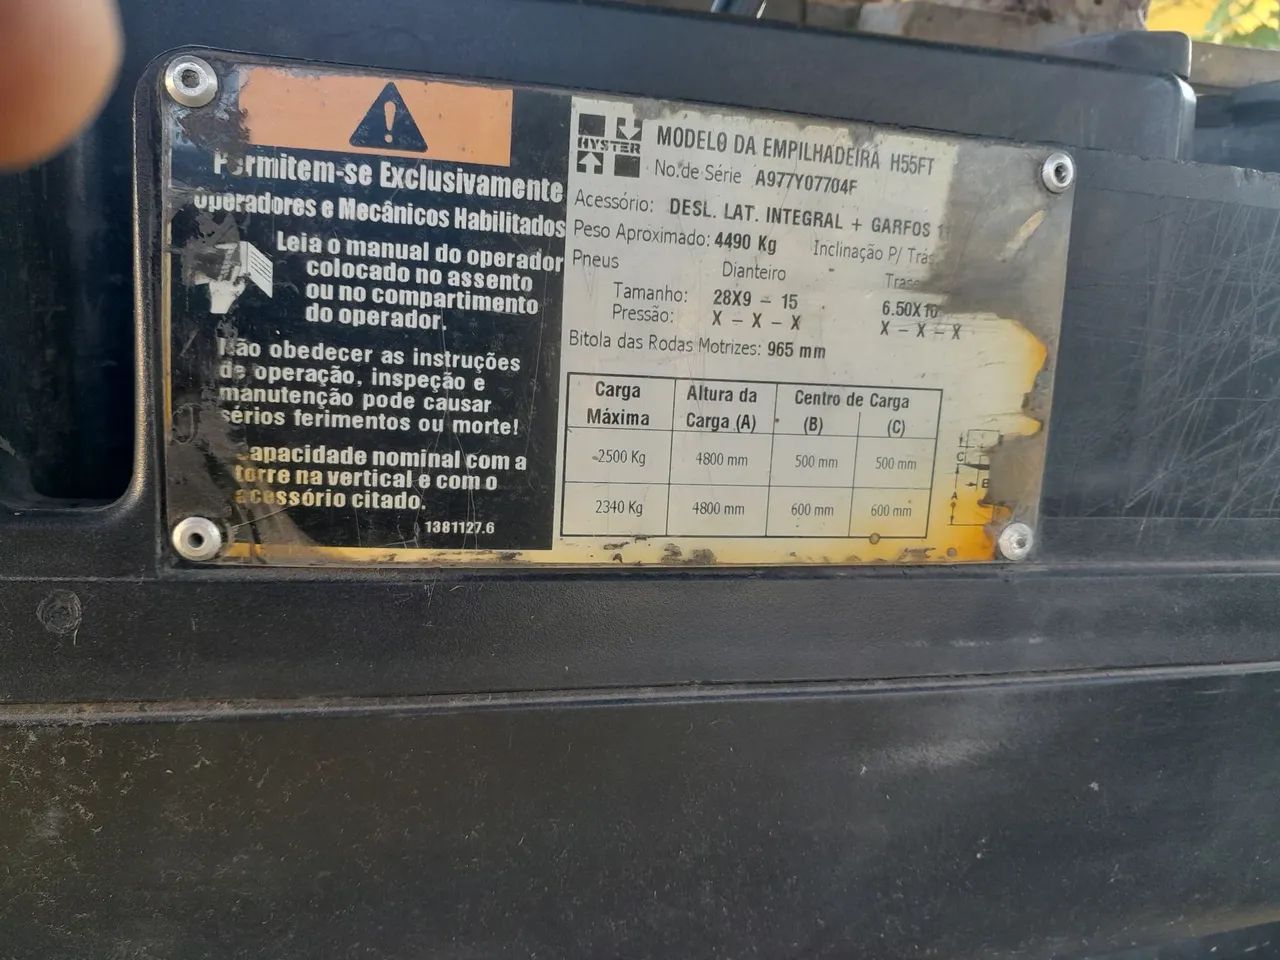 Permitem-se Exclusivamente
Operadores e Mecânicos Habilitados
Leia o manual do operador
colocado no assento
ou no compartimento
do operador.
Não obedecer as instruções
de operação, inspeção e
manutenção pode causar
sérios ferimentos ou morte!
Capacidade nominal com a
torre na vertical e com o
acessório citado.
1381127.6
HYSTER
MODELO DA EMPILHADEIRA H55FT
No. de Série A977Y07704F
Acessório: DESL. LAT. INTEGRAL + GARFOS
Peso Aproximado: 4490 Kg Inclinação P/ Trás
Pneus Dianteiro
Tamanho: 28X9 - 15 6.50X10
Pressão: X - X - X X - X - X
Bitola das Rodas Motrizes: 965 mm
Carga Máxima Altura da Carga (A) Centro de Carga (B) (C)
2500 Kg 4800 mm 500 mm 500 mm
2340 Kg 4800 mm 600 mm 600 mm
C
B
A